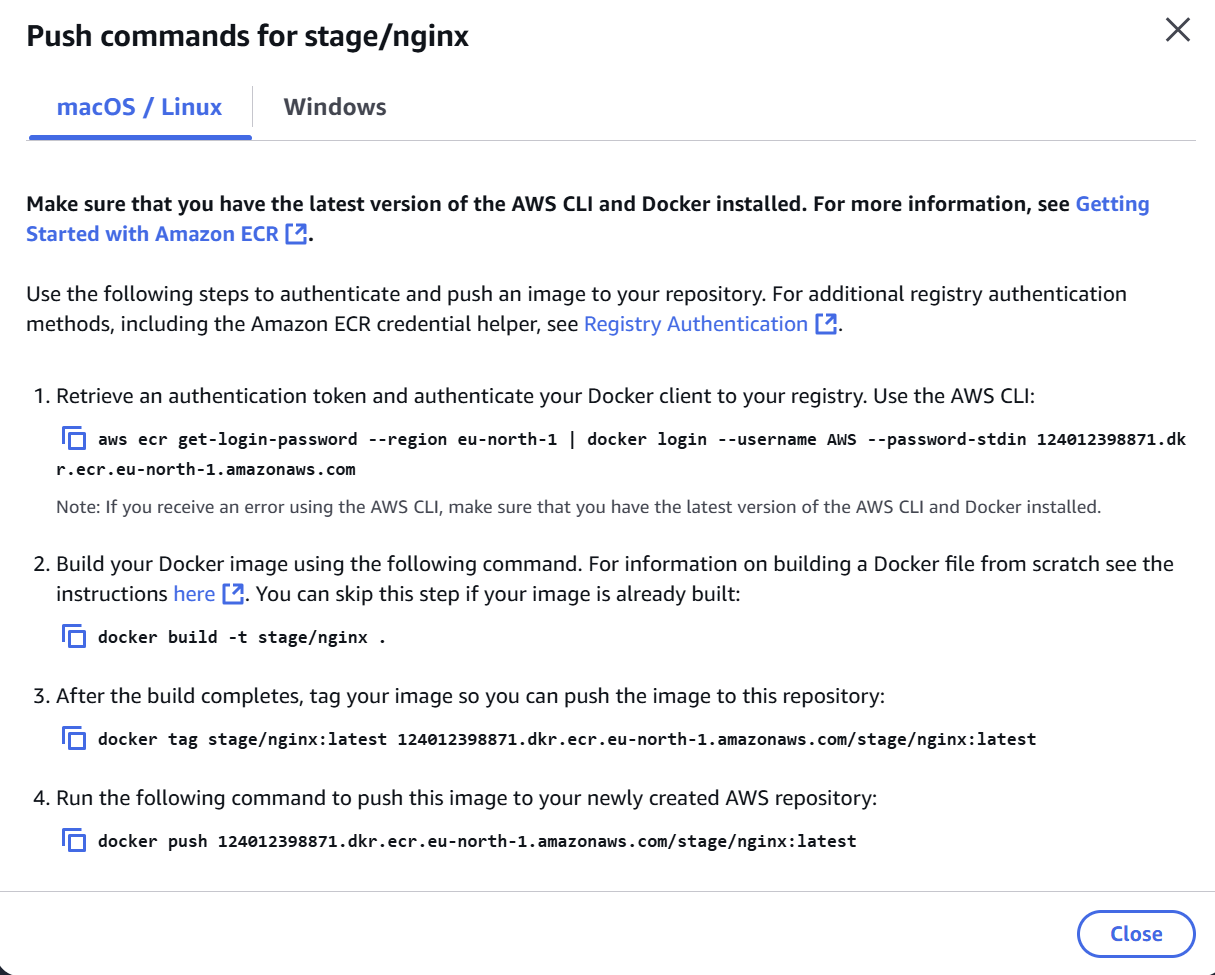 Push commands for stage/nginx
macOS / Linux
Windows
Make sure that you have the latest version of the AWS CLI and Docker installed. For more information, see Getting
Started with Amazon ECR.
Use the following steps to authenticate and push an image to your repository. For additional registry authentication
methods, including the Amazon ECR credential helper, see Registry Authentication.
1. Retrieve an authentication token and authenticate your Docker client to your registry. Use the AWS CLI:
aws ecr get-login-password --region eu-north-1 | docker login --username AWS --password-stdin 124012398871.dk
r.ecr.eu-north-1.amazonaws.com
Note: If you receive an error using the AWS CLI, make sure that you have the latest version of the AWS CLI and Docker installed.
2. Build your Docker image using the following command. For information on building a Docker file from scratch see the
instructions here. You can skip this step if your image is already built:
docker build -t stage/nginx .
3. After the build completes, tag your image so you can push the image to this repository:
docker tag stage/nginx:latest 124012398871.dkr.ecr.eu-north-1.amazonaws.com/stage/nginx:latest
4. Run the following command to push this image to your newly created AWS repository:
docker push 124012398871.dkr.ecr.eu-north-1.amazonaws.com/stage/nginx:latest
Close